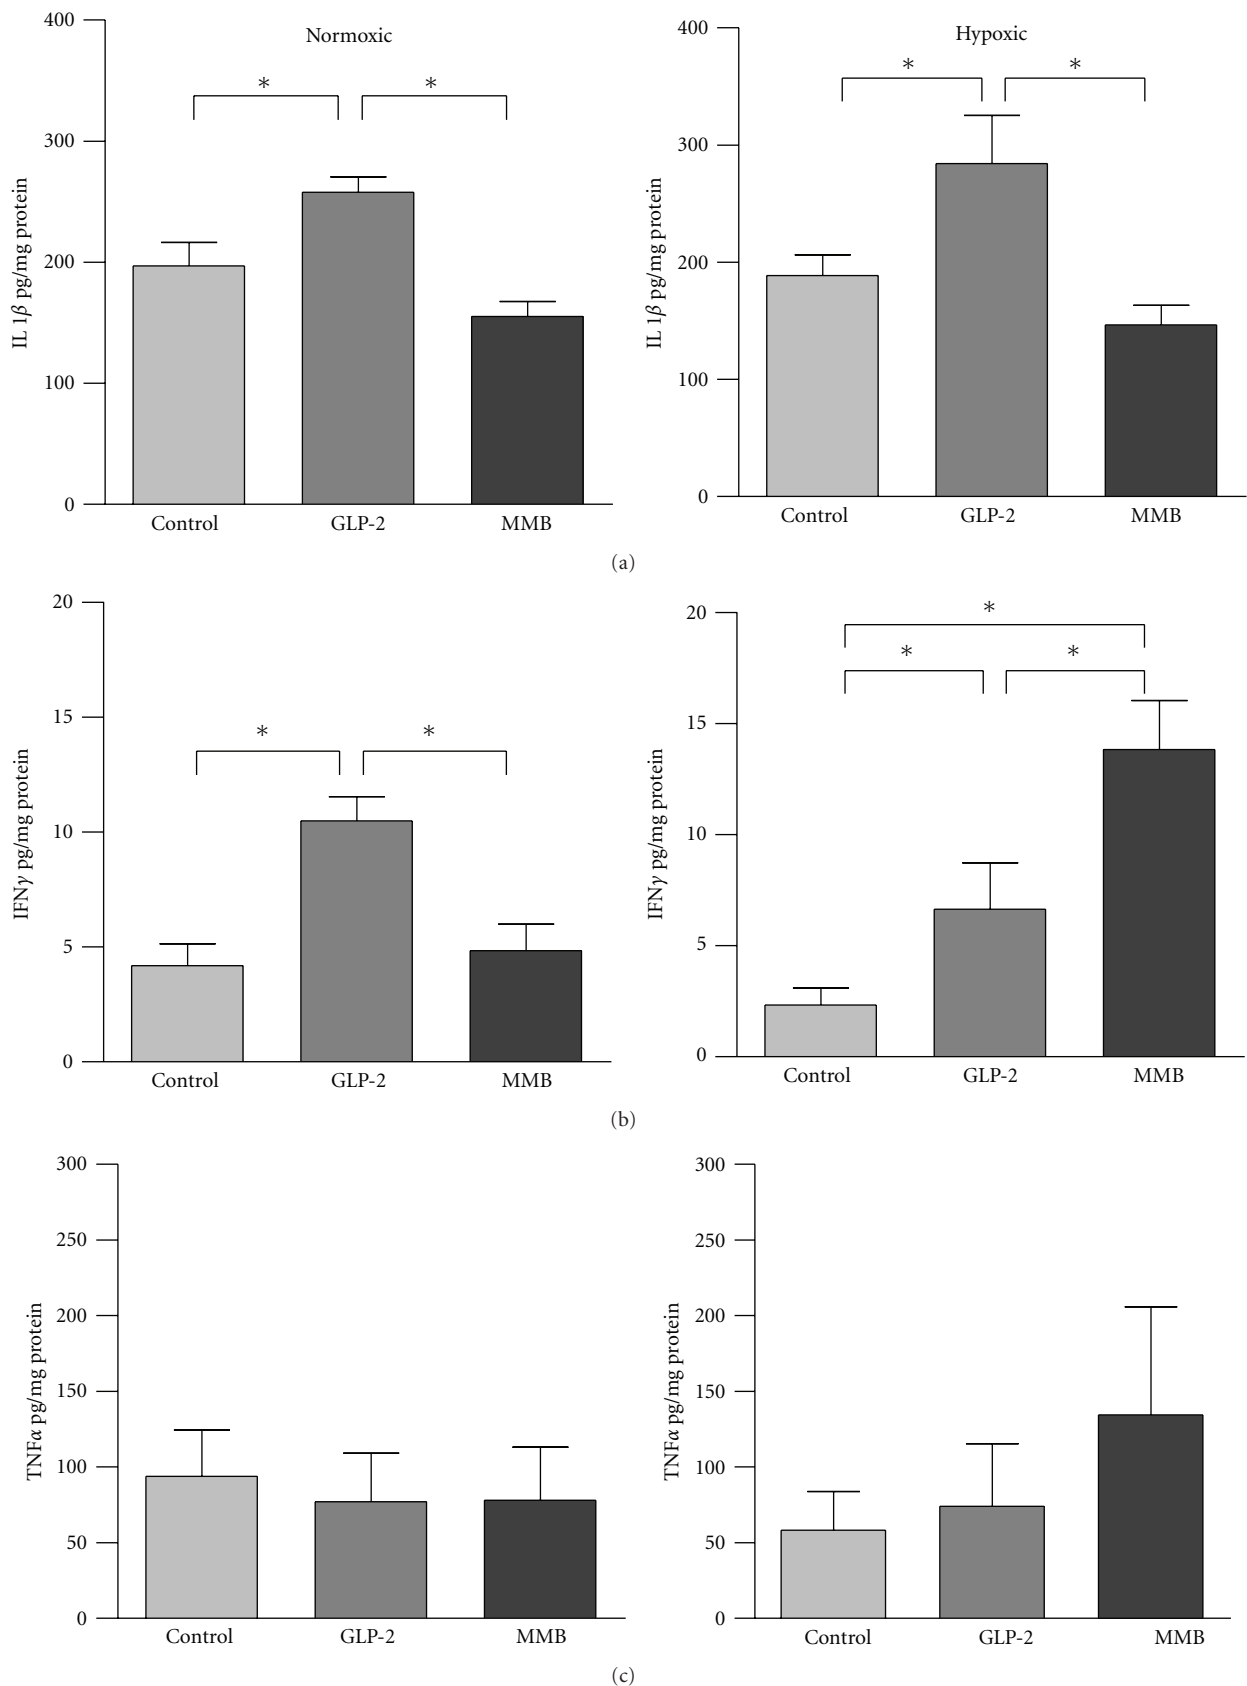 Normoxic
400
300
200
100
0
IL 1β pg/mg protein
∗
∗
Control GLP-2 MMB
Hypoxic
400
300
200
100
0
IL 1β pg/mg protein
∗
∗
Control GLP-2 MMB
(a)
20
15
10
5
0
IFNγ pg/mg protein
∗
∗
Control GLP-2 MMB
20
15
10
5
0
IFNγ pg/mg protein
∗
∗
∗
Control GLP-2 MMB
(b)
300
250
200
150
100
50
0
TNFα pg/mg protein
Control GLP-2 MMB
300
250
200
150
100
50
0
TNFα pg/mg protein
Control GLP-2 MMB
(c)